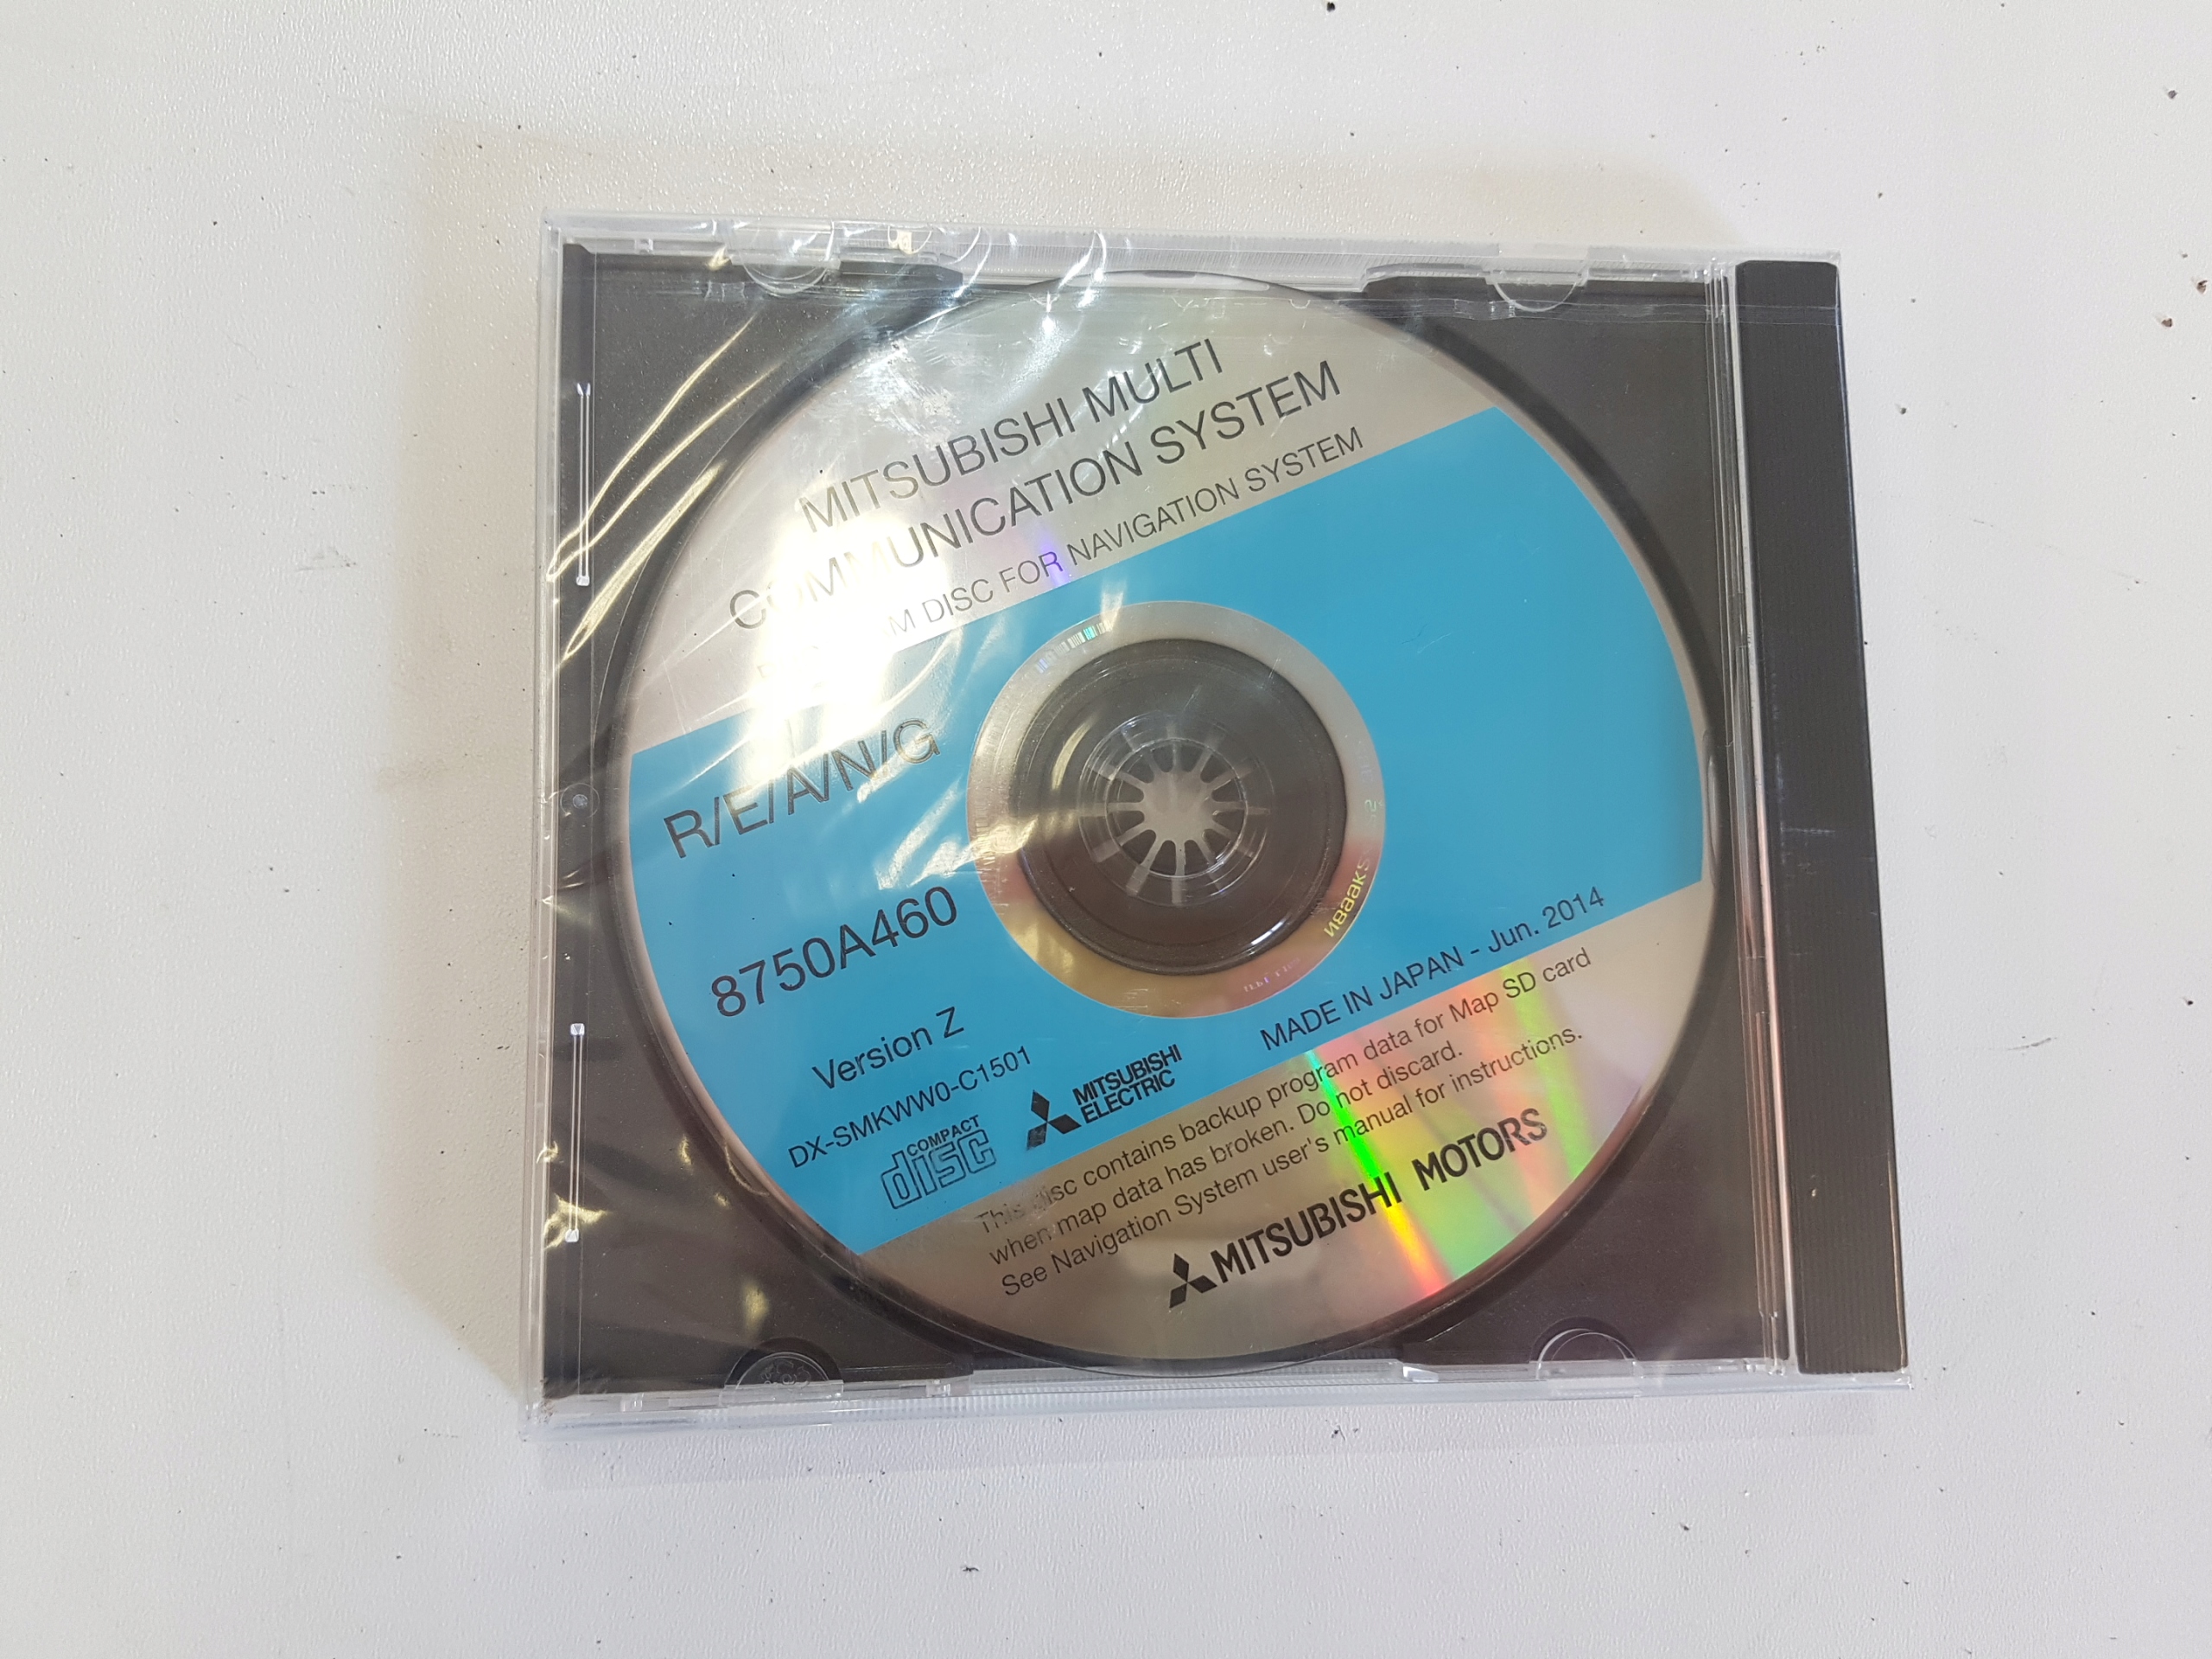 MITSUBISHI MULTI
COMMUNICATION SYSTEM
DISC FOR NAVIGATION SYSTEM
R/E/A/N/G
8750A460
Version Z
DX-SMKWW0-C1501
COMPACT
disc
MITSUBISHI
ELECTRIC
MADE IN JAPAN - Jun. 2014
This disc contains backup program data for Map SD card
when map data has broken. Do not discard.
See Navigation System user's manual for instructions.
MITSUBISHI MOTORS